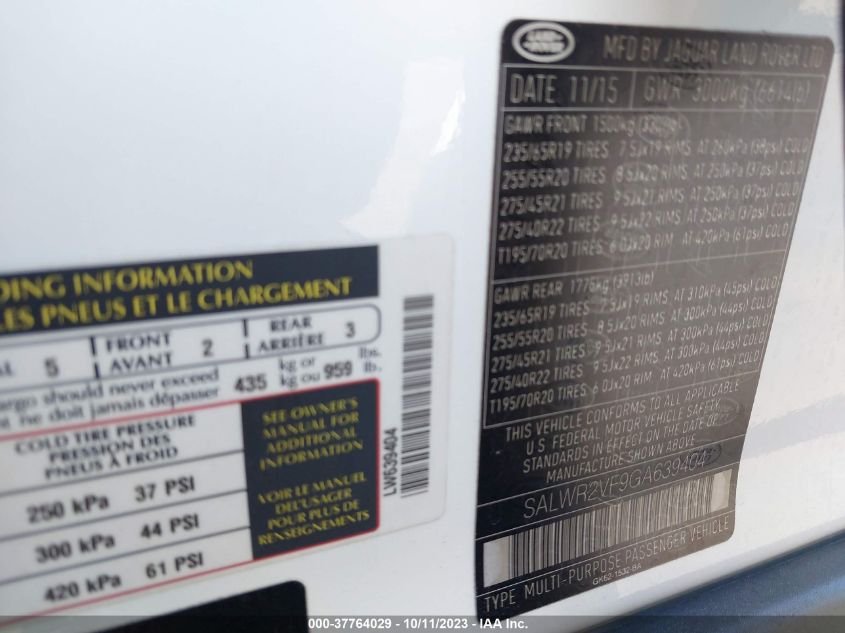 DING INFORMATION
LES PNEUS ET LE CHARGEMENT
AL 5 FRONT AVANT 2 REAR ARRIÈRE 3
argo should never exceed
nt ne doit jamais dépasser
435 kg or kg ou 959 lbs. lb.
COLD TIRE PRESSURE
PRESSION DES
PNEUS À FROID
250 kPa 37 PSI
300 kPa 44 PSI
420 kPa 61 PSI
SEE OWNER'S
MANUAL FOR
ADDITIONAL
INFORMATION
VOIR LE MANUEL
DE L'USAGER
POUR PLUS DE
RENSEIGNEMENTS
LW639404
LAND ROVER
MFD BY JAGUAR LAND ROVER LTD
DATE 11/15 GWR 3000kg (6614lb)
GAWR FRONT 1500kg
235/65R19 TIRES 7.5Jx19 RIMS AT 260kPa (38psi) COLD
255/55R20 TIRES 8.5Jx20 RIMS AT 250kPa (37psi) COLD
275/45R21 TIRES 9.5Jx21 RIMS AT 250kPa (37psi) COLD
275/40R22 TIRES 9.5Jx22 RIMS AT 250kPa (37psi) COLD
T195/70R20 TIRES 6.0Jx20 RIM AT 420kPa (61psi) COLD
GAWR REAR 1775kg (3913lb)
235/65R19 TIRES 7.5Jx19 RIMS AT 310kPa (45psi) COLD
255/55R20 TIRES 8.5Jx20 RIMS AT 300kPa (44psi) COLD
275/45R21 TIRES 9.5Jx21 RIMS AT 300kPa (44psi) COLD
275/40R22 TIRES 9.5Jx22 RIMS AT 300kPa (44psi) COLD
T195/70R20 TIRES 6.0Jx20 RIM AT 420kPa (61psi) COLD
THIS VEHICLE CONFORMS TO ALL APPLICABLE
U.S FEDERAL MOTOR VEHICLE SAFETY
STANDARDS IN EFFECT ON THE DATE OF
MANUFACTURE SHOWN ABOVE
SALWR2VF9GA639404
TYPE MULTI-PURPOSE PASSENGER VEHICLE
GK62-1532-BA
000-37764029 - 10/11/2023 - IAA Inc.